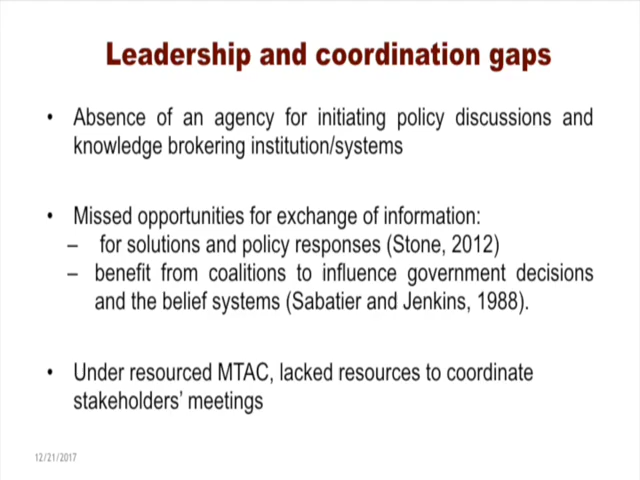 Leadership and coordination gaps
• Absence of an agency for initiating policy discussions and
knowledge brokering institution/systems
• Missed opportunities for exchange of information:
– for solutions and policy responses (Stone, 2012)
– benefit from coalitions to influence government decisions
and the belief systems (Sabatier and Jenkins, 1988).
• Under resourced MTAC, lacked resources to coordinate
stakeholders’ meetings
12/21/2017